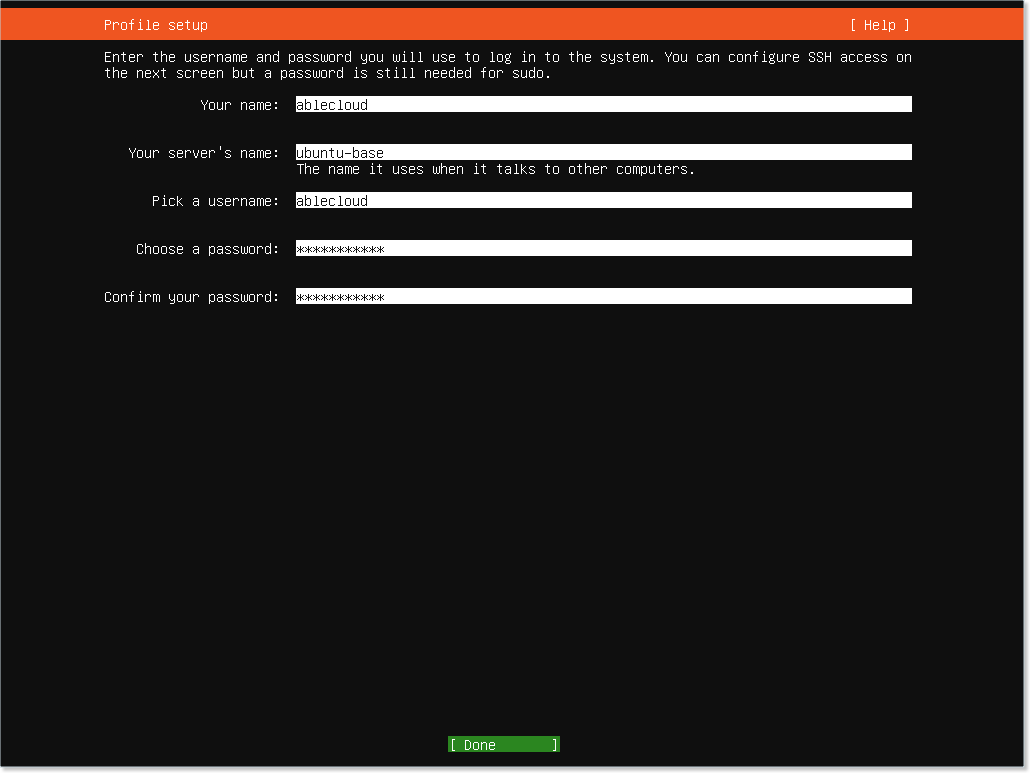 Profile setup [ Help ]
Enter the username and password you will use to log in to the system. You can configure SSH access on
the next screen but a password is still needed for sudo.
Your name: ablecloud
Your server's name: ubuntu-base
The name it uses when it talks to other computers.
Pick a username: ablecloud
Choose a password: ***********
Confirm your password: ***********
[ Done ]